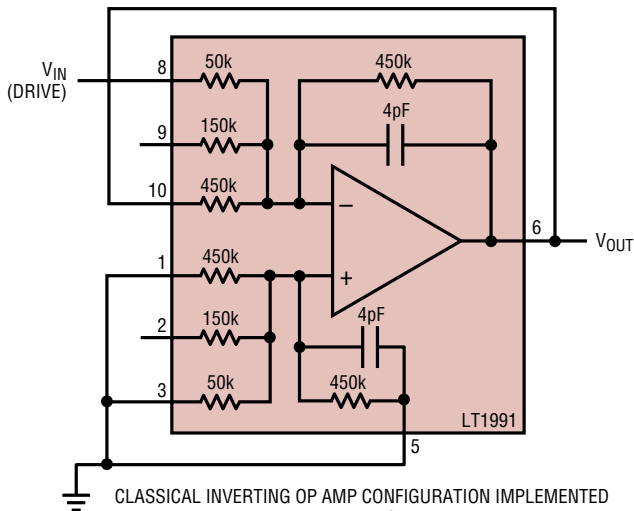 50k
450k
V_IN
8
(DRIVE)
4pF
150k
9
450k
10
–
6
V_OUT
450k
1
+
150k
4pF
2
50k
450k
3
LT1991
5
CLASSICAL INVERTING OP AMP CONFIGURATION IMPLEMENTED